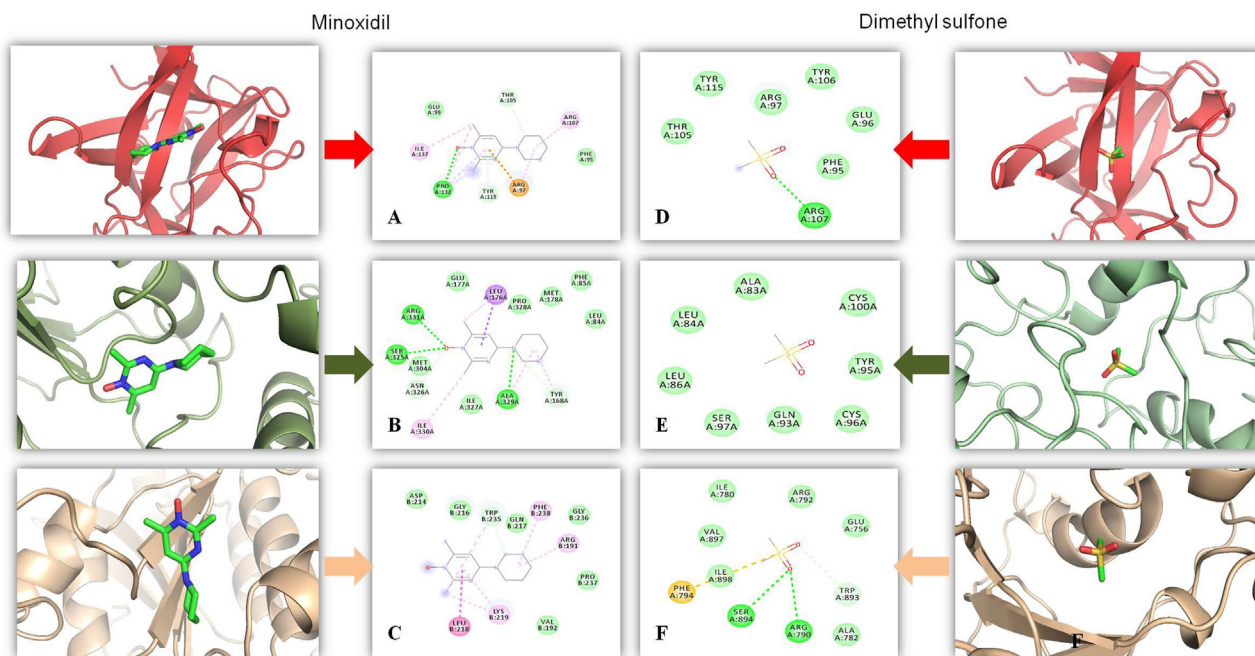 Minoxidil
Dimethyl sulfone
GLU
A:99
THR
A:105
ARG
A:107
ILE
A:137
PHE
A:95
PRO
A:132
TYR
A:115
ARG
A:97
A
TYR
A:115
ARG
A:97
TYR
A:106
THR
A:105
GLU
A:96
PHE
A:95
ARG
A:107
D
GLU
A:177A
LEU
A:176A
PRO
A:328A
MET
A:178A
PHE
A:85A
ARG
A:331A
LEU
A:84A
SER
A:325A
MET
A:304A
ASN
A:326A
ILE
A:327A
ALA
A:329A
TYR
A:168A
ILE
A:330A
B
ALA
A:83A
CYS
A:100A
LEU
A:84A
TYR
A:95A
LEU
A:86A
SER
A:97A
GLN
A:93A
CYS
A:96A
E
ASP
B:214
GLY
B:216
TRP
B:235
GLN
B:217
PHE
B:238
GLY
B:236
ARG
B:191
PRO
B:237
LEU
B:218
LYS
B:219
VAL
B:192
C
ILE
A:780
ARG
A:792
VAL
A:897
GLU
A:756
ILE
A:898
PHE
A:794
TRP
A:893
SER
A:894
ARG
A:790
ALA
A:782
F
F